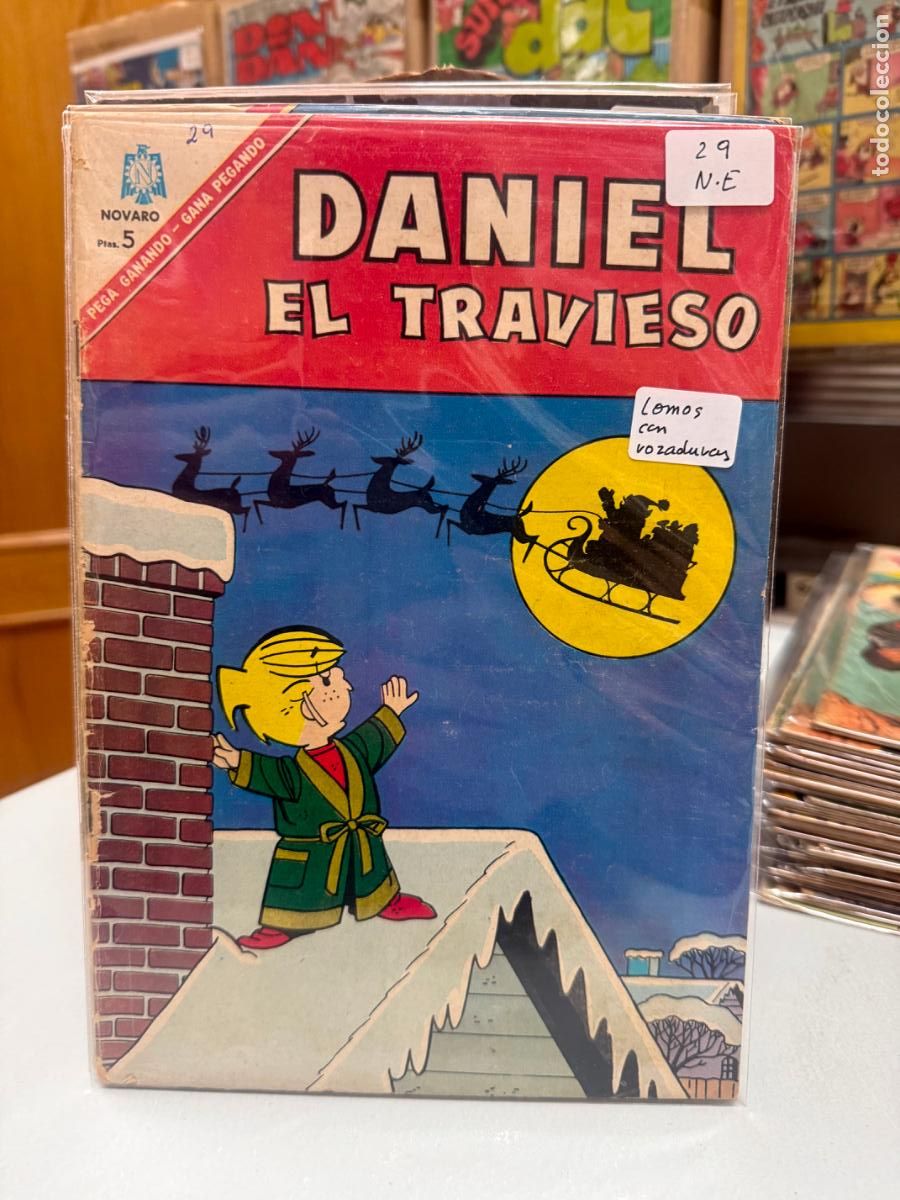 29
NOVARO
Ptas. 5
PEGA GANANDO - GANA PEGANDO
DANIEL
EL TRAVIESO
29
N.E
Lomos
con
rozaduras
todocoleccion